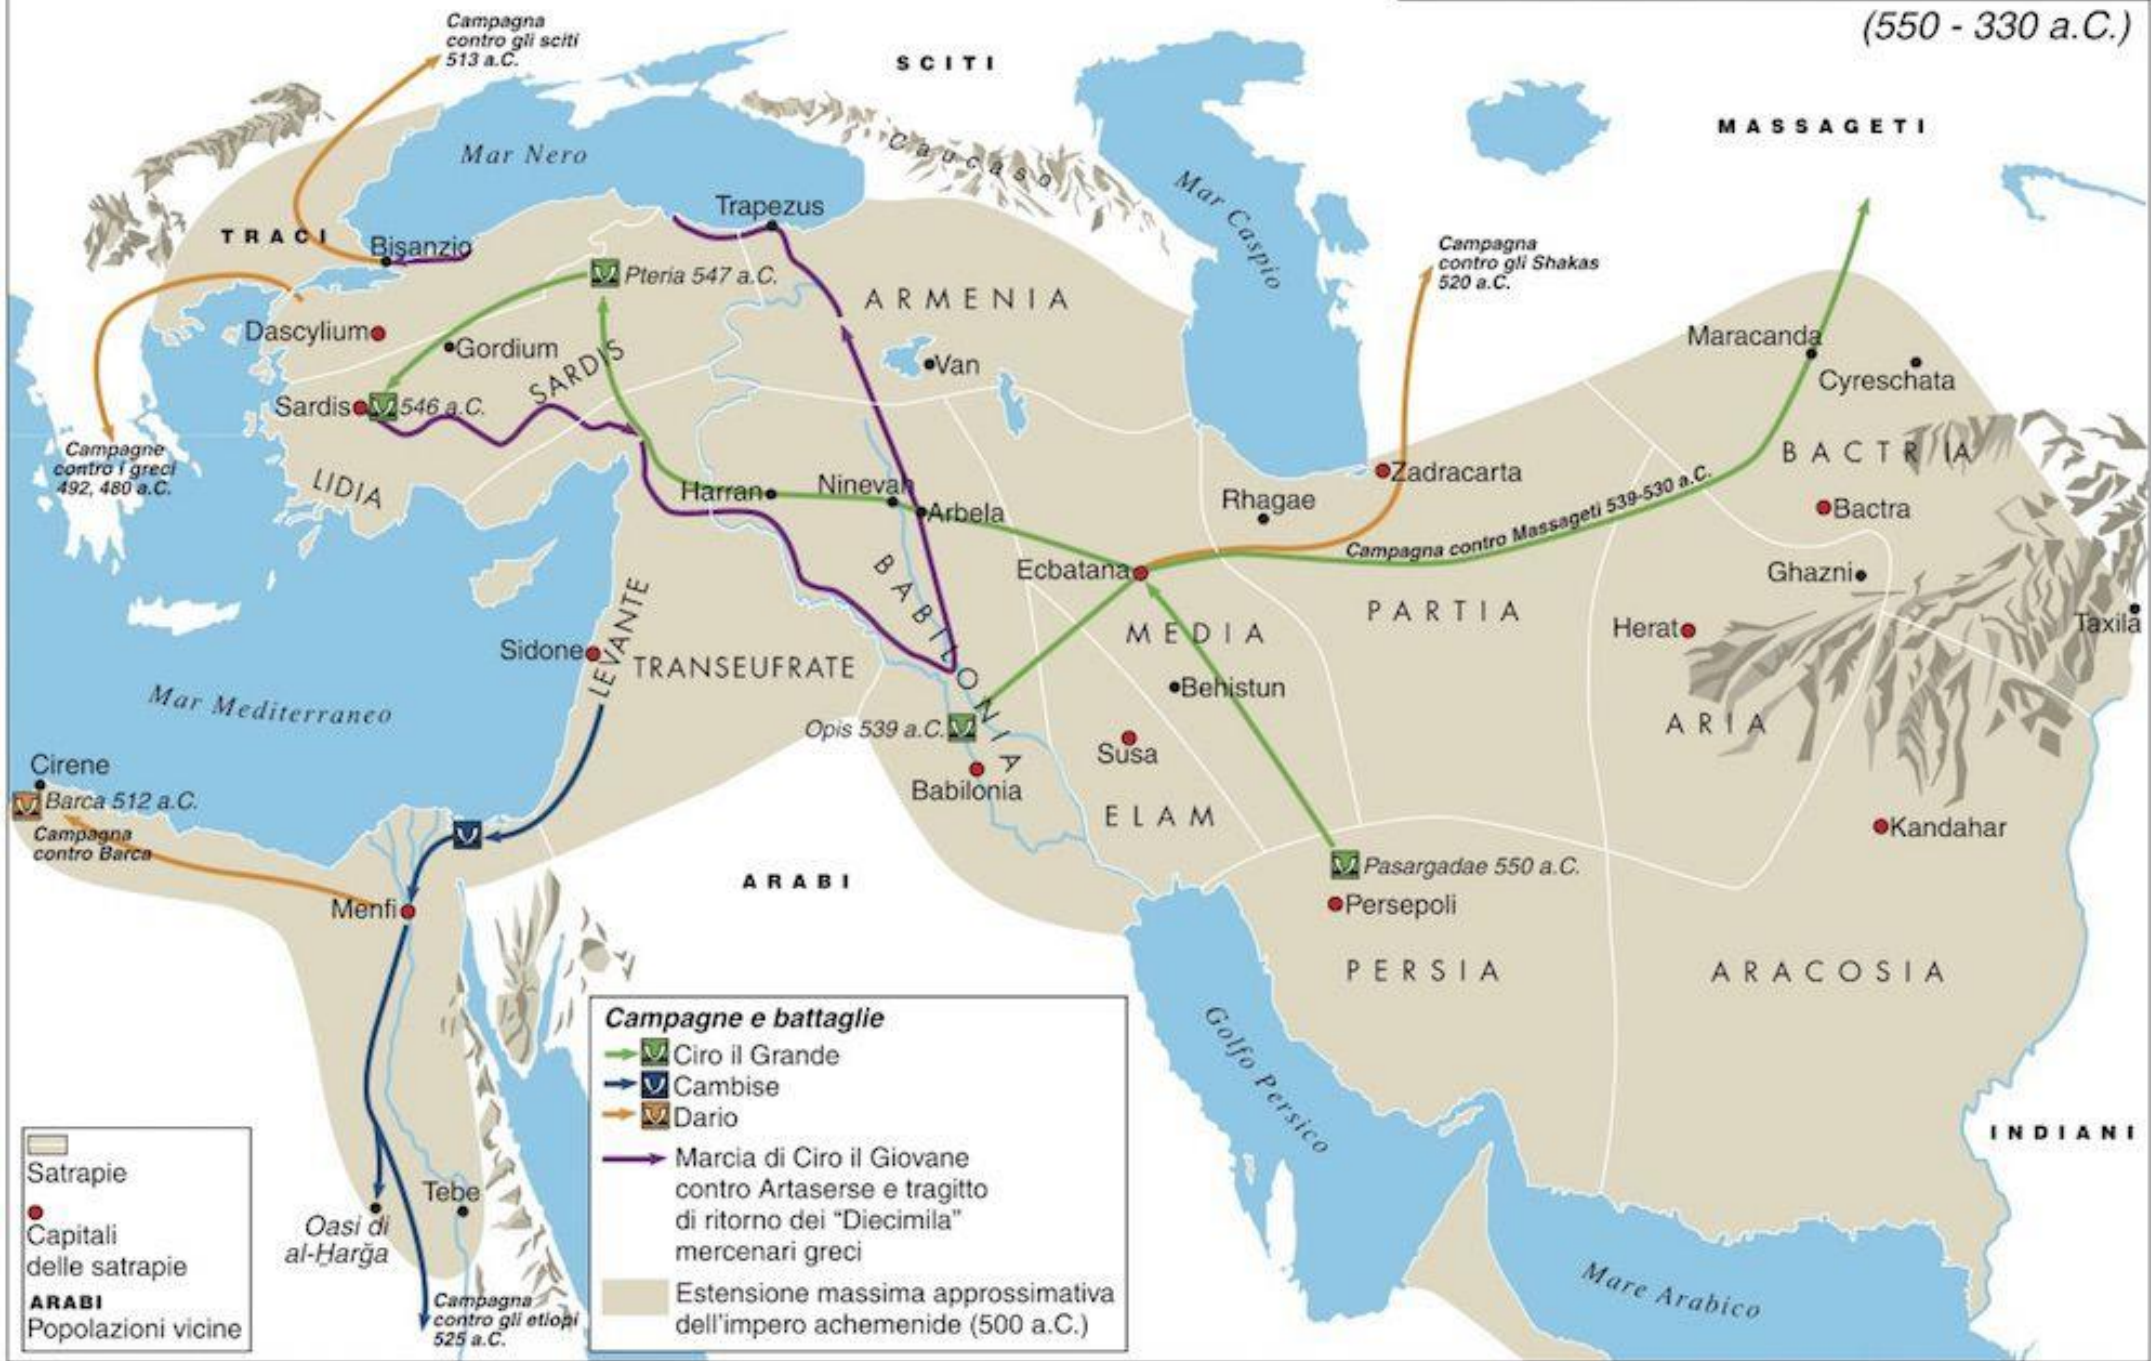 (550 - 330 a.C.)
Campagna
contro gli sciti
513 a.C.
SCITI
MASSAGETI
Mar Nero
Caucaso
Mar Caspio
TRACI
Bisanzio
Trapezus
Pteria 547 a.C.
ARMENIA
Campagna
contro gli Shakas
520 a.C.
Dascylium
Gordium
SARDIS
Van
Maracanda
Cyreschata
Sardis
546 a.C.
Campagne
contro i greci
492, 480 a.C.
LIDIA
BACTRIA
Zadracarta
Harran
Ninevah
Arbela
Rhagae
Campagna contro Massageti 539-530 a.C.
Bactra
Ecbatana
Ghazni
BABILONIA
PARTIA
MEDIA
Herat
Taxila
Sidone
LEVANTE
TRANSEUFRATE
Behistun
Mar Mediterraneo
Opis 539 a.C.
Susa
ARIA
Cirene
Barca 512 a.C.
Campagna
contro Barca
Babilonia
ELAM
Kandahar
ARABI
Pasargadae 550 a.C.
Menfi
Persepoli
PERSIA
ARACOSIA
Golfo Persico
INDIANI
Mare Arabico
Tebe
Oasi di
al-Ḫarǧa
Campagna
contro gli etiopi
525 a.C.
Campagne e battaglie
Ciro il Grande
Cambise
Dario
Marcia di Ciro il Giovane
contro Artaserse e tragitto
di ritorno dei “Diecimila”
mercenari greci
Estensione massima approssimativa
dell'impero achemenide (500 a.C.)
Satrapie
Capitali
delle satrapie
ARABI
Popolazioni vicine